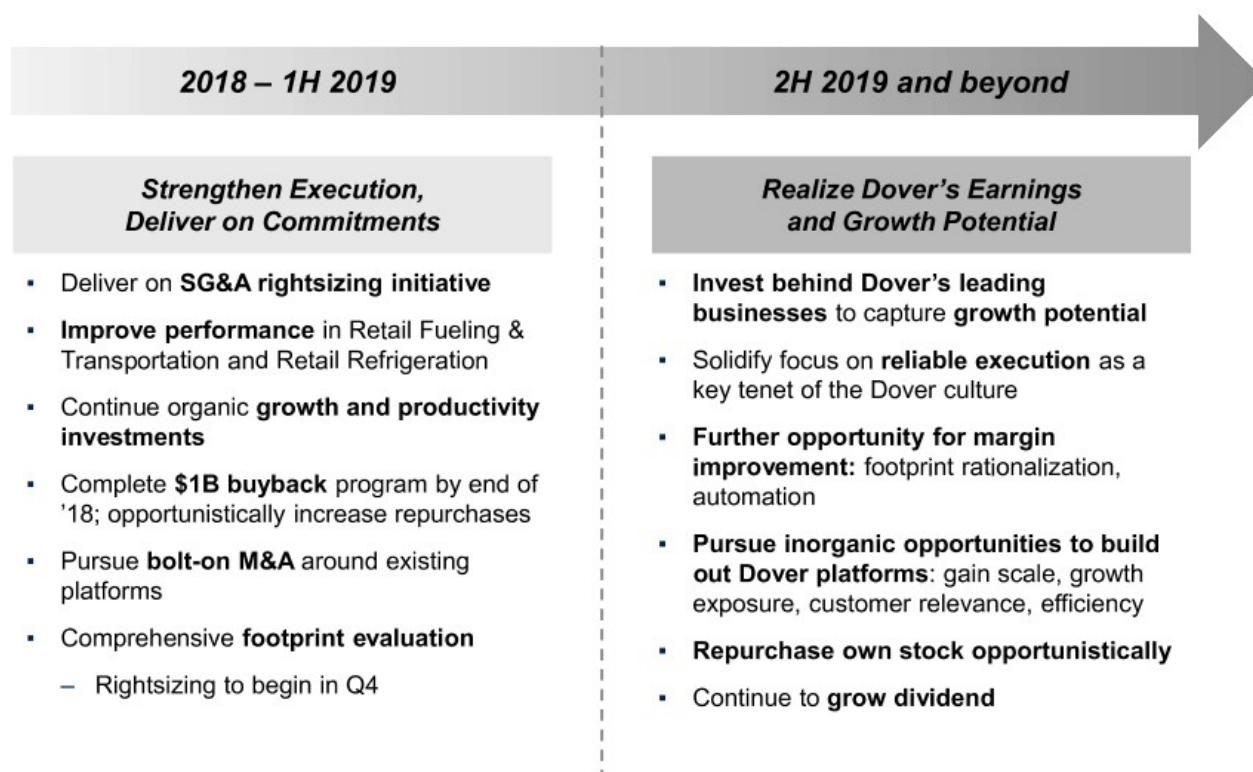 2018 – 1H 2019
2H 2019 and beyond
Strengthen Execution,
Deliver on Commitments
▪ Deliver on SG&A rightsizing initiative
▪ Improve performance in Retail Fueling &
Transportation and Retail Refrigeration
▪ Continue organic growth and productivity
investments
▪ Complete $1B buyback program by end of
’18; opportunistically increase repurchases
▪ Pursue bolt-on M&A around existing
platforms
▪ Comprehensive footprint evaluation
– Rightsizing to begin in Q4
Realize Dover’s Earnings
and Growth Potential
▪ Invest behind Dover’s leading
businesses to capture growth potential
▪ Solidify focus on reliable execution as a
key tenet of the Dover culture
▪ Further opportunity for margin
improvement: footprint rationalization,
automation
▪ Pursue inorganic opportunities to build
out Dover platforms: gain scale, growth
exposure, customer relevance, efficiency
▪ Repurchase own stock opportunistically
▪ Continue to grow dividend